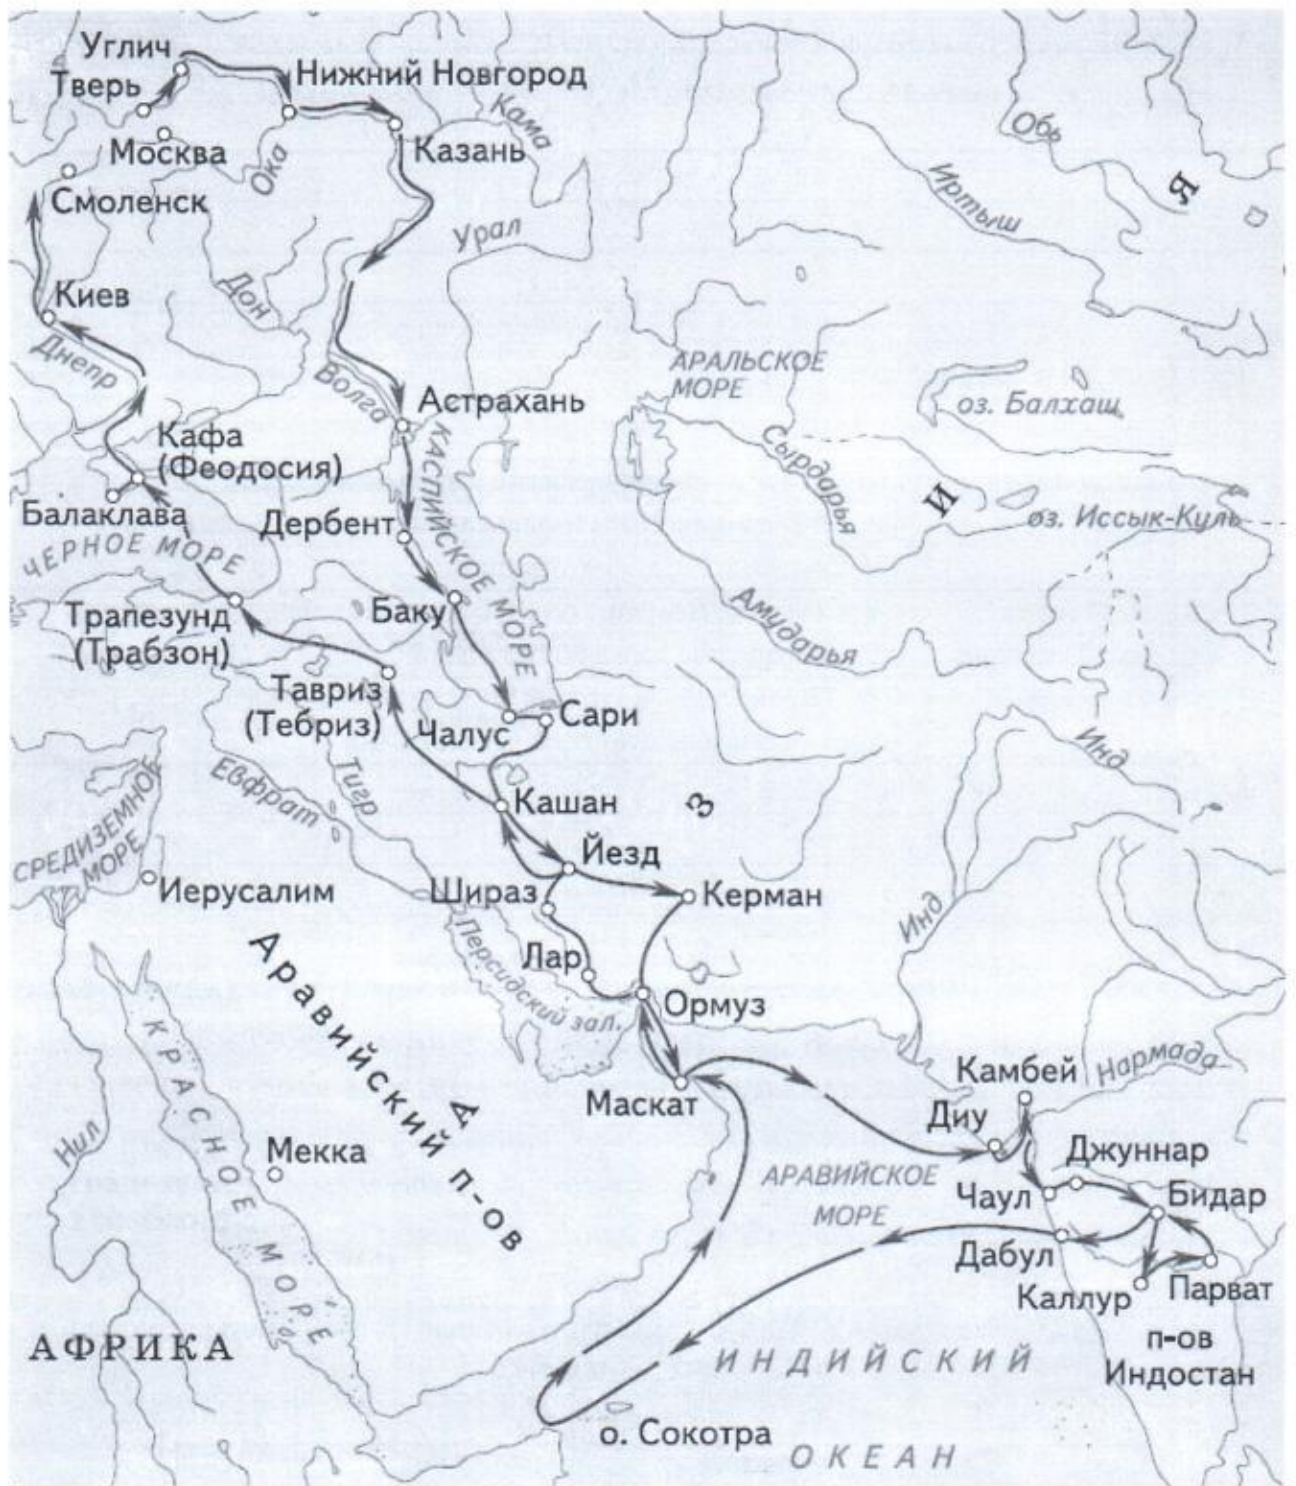 Углич
Тверь
Нижний Новгород
Кама
Обь
Москва
Ока
Казань
Иртыш
Я
Смоленск
Урал
Киев
Дон
Днепр
Волга
АРАЛЬСКОЕ
МОРЕ
оз. Балхаш
Астрахань
Кафа
(Феодосия)
КАСПИЙСКОЕ МОРЕ
Сырдарья
И
оз. Иссык-Куль
Балаклава
Дербент
ЧЕРНОЕ МОРЕ
Баку
Амударья
Трапезунд
(Трабзон)
Тавриз
(Тебриз)
Чалус
Сари
Инд
Евфрат
Тигр
Кашан
З
СРЕДИЗЕМНОЕ
МОРЕ
Йезд
Иерусалим
Шираз
Керман
Инд
Аравийский п-ов
Персидский зал.
Лар
Ормуз
КРАСНОЕ МОРЕ
Нил
А
Маскат
Камбей
Нармада
Диу
Мекка
Джуннар
АРАВИЙСКОЕ
МОРЕ
Чаул
Бидар
Дабул
Каллур
Парват
АФРИКА
п-ов
Индостан
ИНДИЙСКИЙ
о. Сокотра
ОКЕАН